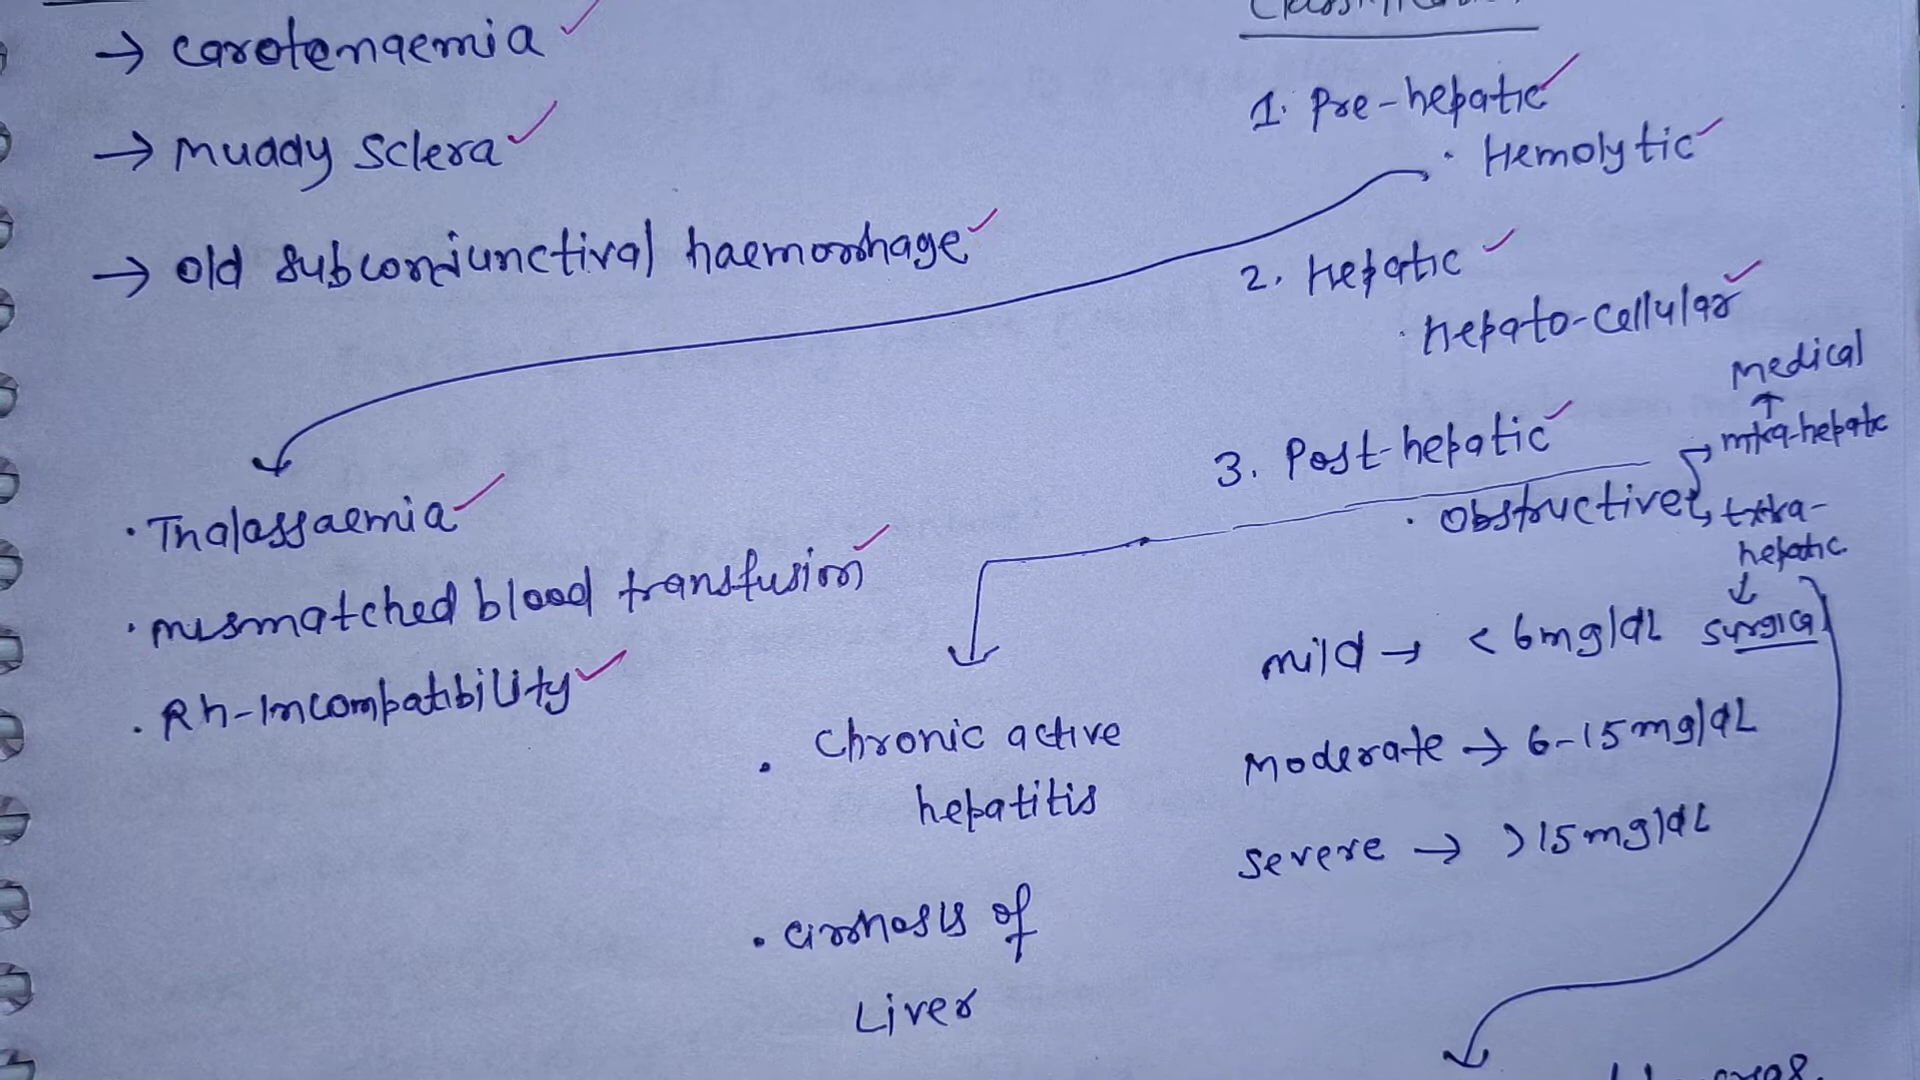 → carotenaemia
→ Muddy sclera
→ old subconjunctival haemorrhage
1. Pre-hepatic
· Hemolytic
2. Hepatic
· Hepato-cellular
3. Post-hepatic
· Obstructive
Medical
↑
→ intra-hepatic
→ Extra-
hepatic
↓
surgical
· Thalassaemia
· mismatched blood transfusion
· Rh-Incompatibility
· chronic active
hepatitis
· cirrhosis of
Liver
mild → < 6mg/dL
Moderate → 6-15mg/dL
severe → >15mg/dL